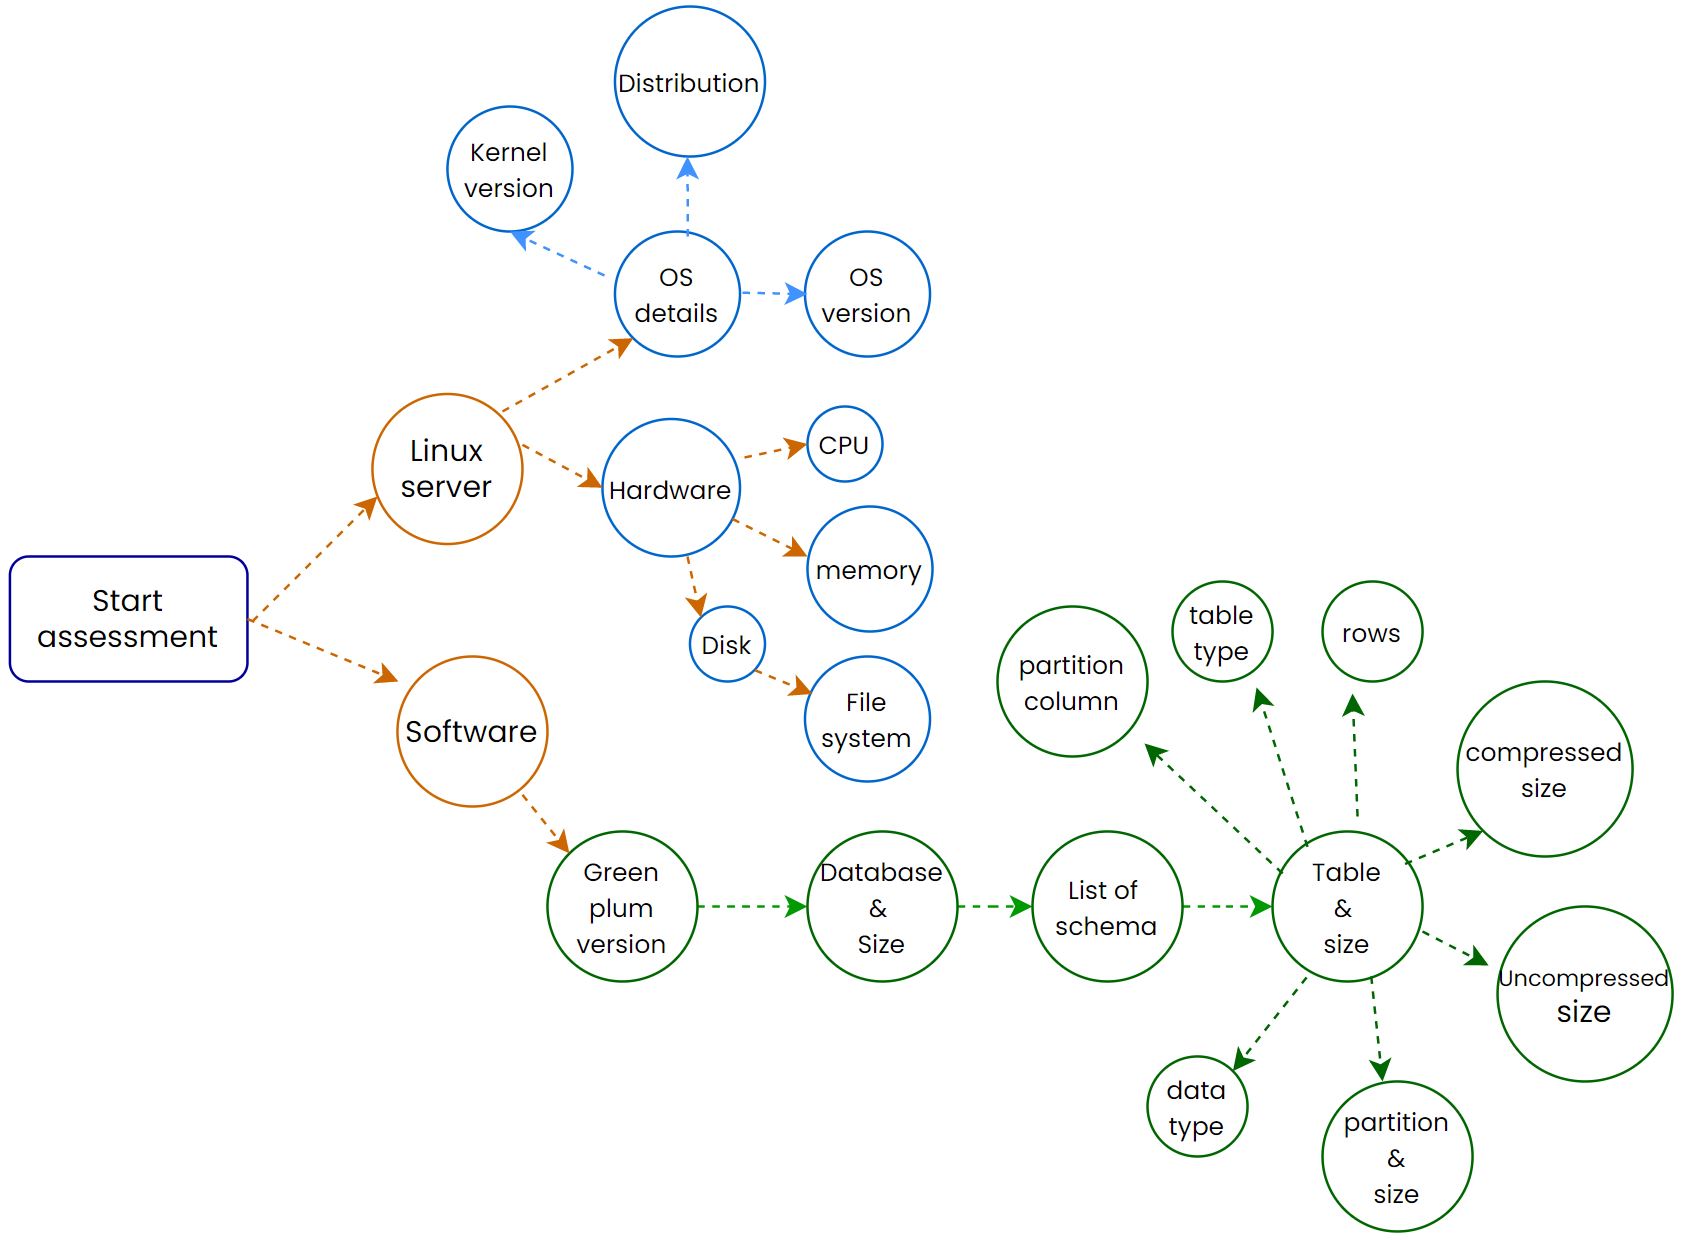 Distribution
Kernel
version
OS
details
OS
version
Linux
server
Hardware
CPU
memory
Disk
File
system
Start
assessment
Software
partition
column
table
type
rows
compressed
size
Green
plum
version
Database
&
Size
List of
schema
Table
&
size
Uncompressed
size
data
type
partition
&
size